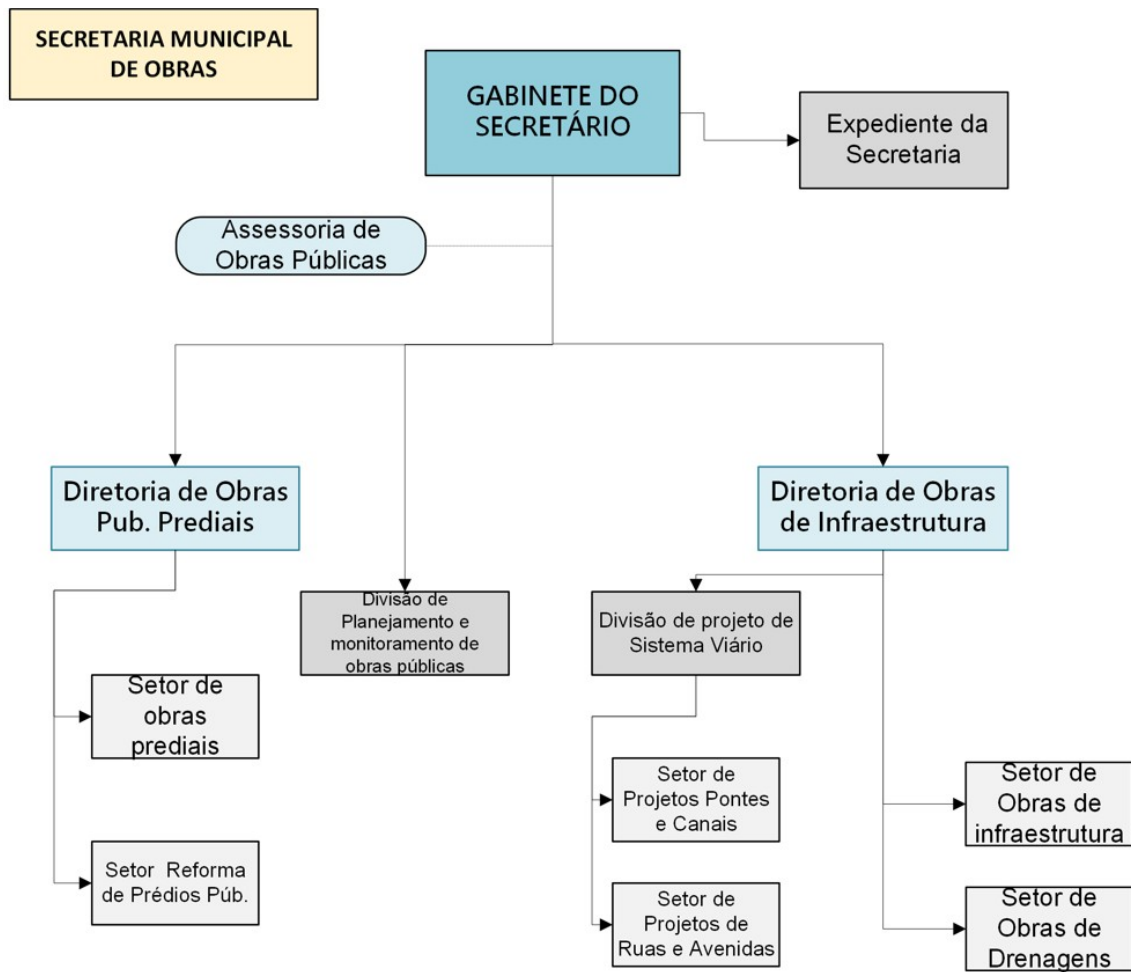 SECRETARIA MUNICIPAL
DE OBRAS
GABINETE DO
SECRETÁRIO
Expediente da
Secretaria
Assessoria de
Obras Públicas
Diretoria de Obras
Pub. Prediais
Diretoria de Obras
de Infraestrutura
Divisão de
Planejamento e
monitoramento de
obras públicas
Divisão de projeto de
Sistema Viário
Setor de
obras
prediais
Setor Reforma
de Prédios Púb.
Setor de
Projetos Pontes
e Canais
Setor de
Projetos de
Ruas e Avenidas
Setor de
Obras de
infraestrutura
Setor de
Obras de
Drenagens